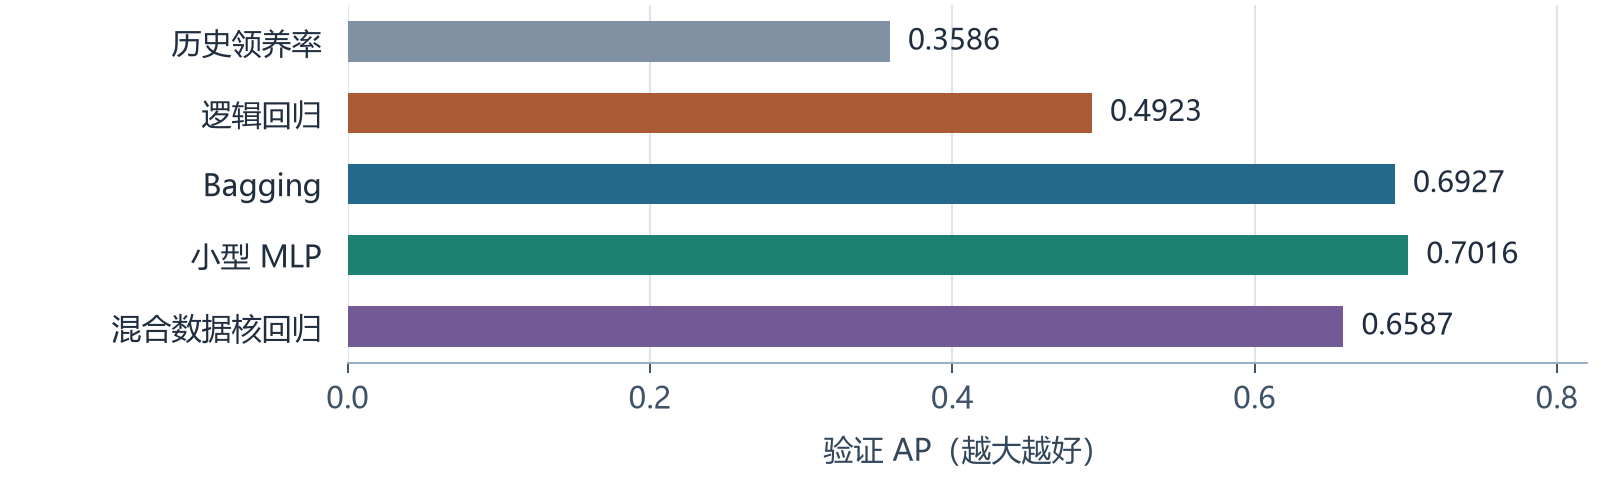 历史领养率 0.3586
逻辑回归 0.4923
Bagging 0.6927
小型 MLP 0.7016
混合数据核回归 0.6587
0.0 0.2 0.4 0.6 0.8
验证 AP（越大越好）